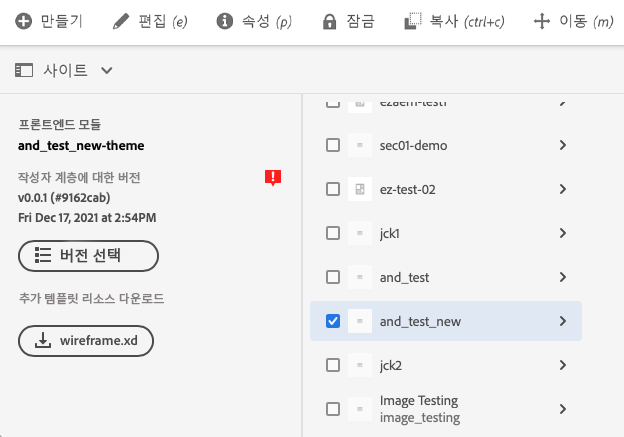 만들기 편집 (e) 속성 (p) 잠금 복사 (ctrl+c) 이동 (m)
사이트
프론트엔드 모듈
and_test_new-theme
작성자 계층에 대한 버전
v0.0.1 (#9162cab)
Fri Dec 17, 2021 at 2:54PM
버전 선택
추가 템플릿 리소스 다운로드
wireframe.xd
ezaem-test1
sec01-demo
ez-test-02
jck1
and_test
and_test_new
jck2
Image Testing
image_testing